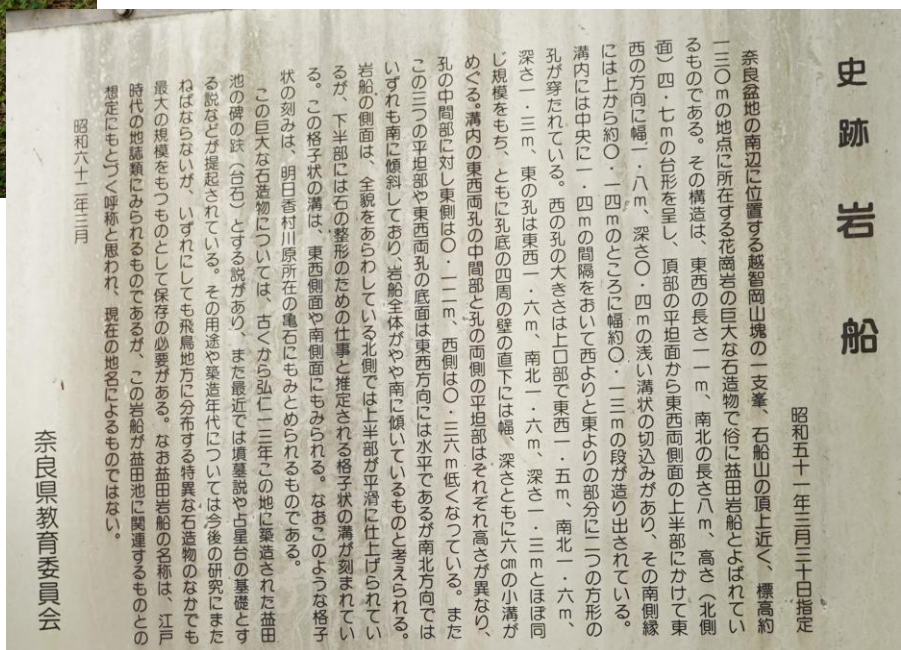 史跡岩船
昭和五十一年三月三十日指定
奈良盆地の南辺に位置する越智岡山塊の一支峯、石船山の頂上近く、標高約
一三〇mの地点に所在する花崗岩の巨大な石造物で俗に益田岩船とよばれてい
るものである。その構造は、東西の長さ一一m、南北の長さ八m、高さ(北側
面)四・七mの台形を呈し、頂部の平坦面から東西両側面の上半部にかけて東
西の方向に幅一・八m、深さ〇・四mの浅い溝状の切込みがあり、その南側縁
には上から約〇・一四mのところに幅約〇・一三mの段が造り出されている。
溝内には中央に一・四mの間隔をおいて西よりと東よりの部分に二つの方形の
孔が穿たれている。西の孔の大きさは上口部で東西一・五m、南北一・六m、
深さ一・三m、東の孔は東西一・六m、南北一・六m、深さ一・三mとほぼ同
じ規模をもち、ともに孔底の四周の壁の直下には幅、深さともに六㎝の小溝が
めぐる。溝内の東西両孔の中間部と孔の両側の平坦部はそれぞれ高さが異なり、
孔の中間部に対し東側は〇・一二m、西側は〇・三六m低くなっている。また
この三つの平坦部や東西両孔の底面は東西方向には水平であるが南北方向では
いずれも南に傾斜しており、岩船全体がやや南に傾いているものと考えられる。
岩船の側面は、全貌をあらわしている北側では上半部が平滑に仕上げられてい
るが、下半部には石の整形のための仕事と推定される格子状の溝が刻まれてい
る。この格子状の溝は、東西側面や南側面にもみられる。なおこのような格子
状の刻みは、明日香村川原所在の亀石にもみとめられるものである。
この巨大な石造物については、古くから弘仁一三年この地に築造された益田
池の碑の趺(台石)とする説があり、また最近では墳墓説や占星台の基礎とす
る説などが提起されている。その用途や築造年代については今後の研究にまた
ねばならないが、いずれにしても飛鳥地方に分布する特異な石造物のなかでも
最大の規模をもつものとして保存の必要がある。なお益田岩船の名称は、江戸
時代の地誌類にみられるものであるが、この岩船が益田池に関連するものとの
想定にもとづく呼称と思われ、現在の地名によるものではない。
昭和六十二年三月
奈良県教育委員会